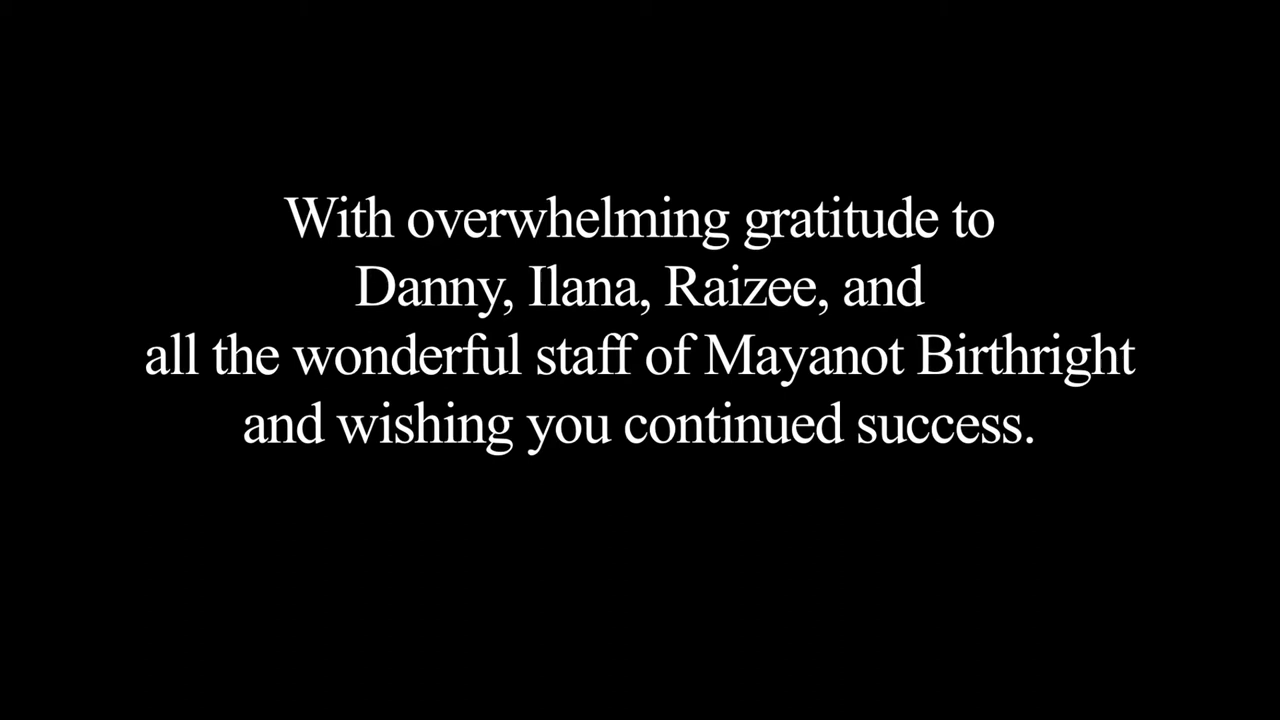 With overwhelming gratitude to
Danny, Ilana, Raizee, and
all the wonderful staff of Mayanot Birthright
and wishing you continued success.